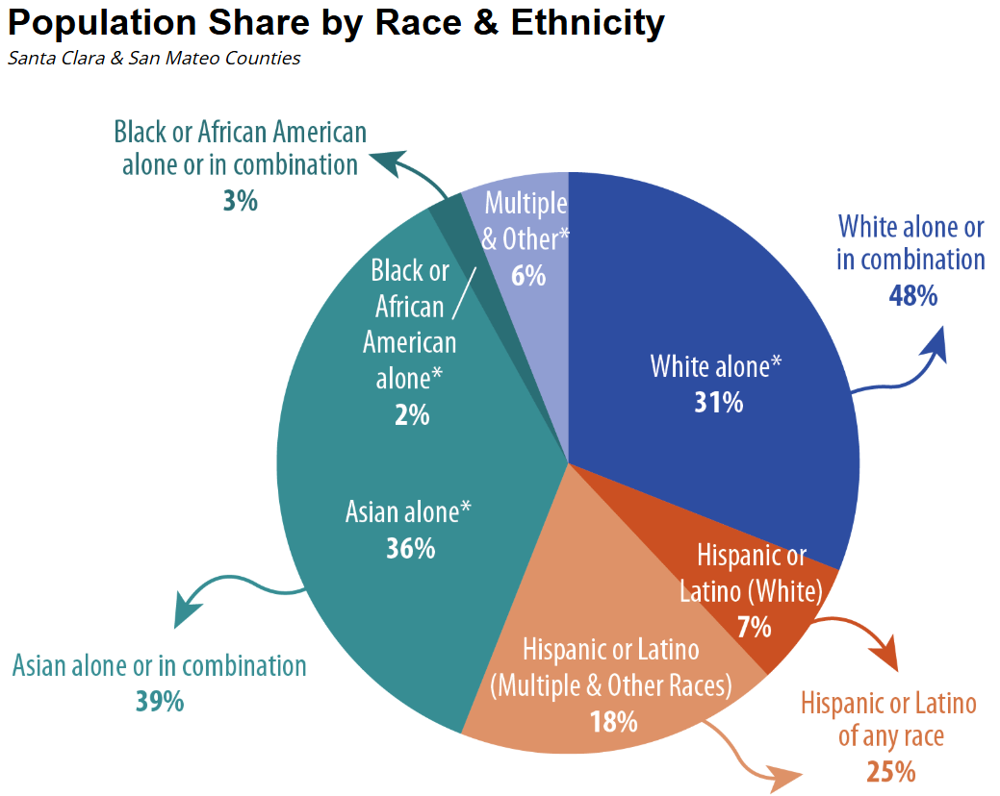 Population Share by Race & Ethnicity
Santa Clara & San Mateo Counties
Black or African American
alone or in combination
3%
Multiple
& Other*
6%
White alone or
in combination
48%
Black or
African
American
alone*
2%
White alone*
31%
Asian alone*
36%
Hispanic or
Latino (White)
7%
Hispanic or Latino
(Multiple & Other Races)
18%
Asian alone or in combination
39%
Hispanic or Latino
of any race
25%